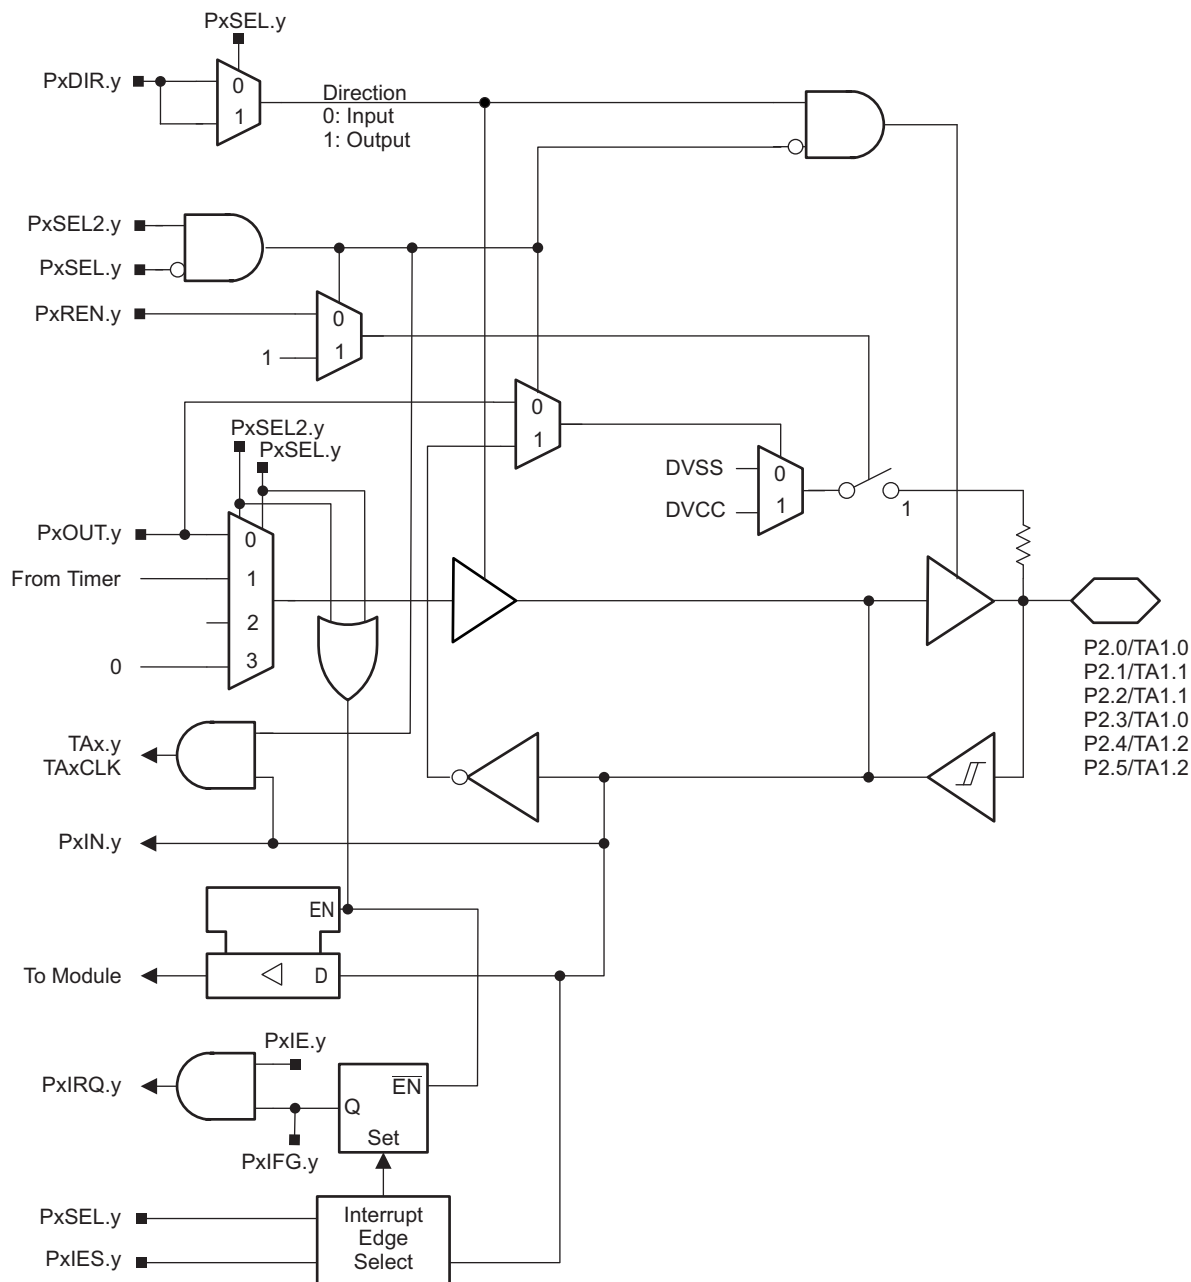 PxSEL.y
PxDIR.y
0
1
Direction
0: Input
1: Output
PxSEL2.y
PxSEL.y
PxREN.y
0
1
1
0
1
PxSEL2.y
PxSEL.y
DVSS
DVCC
0
1
1
PxOUT.y
0
From Timer
1
2
0
3
P2.0/TA1.0
P2.1/TA1.1
P2.2/TA1.1
P2.3/TA1.0
P2.4/TA1.2
P2.5/TA1.2
TAx.y
TAxCLK
PxIN.y
EN
To Module
D
PxIE.y
PxIRQ.y
EN
Q
Set
PxIFG.y
PxSEL.y
PxIES.y
Interrupt
Edge
Select